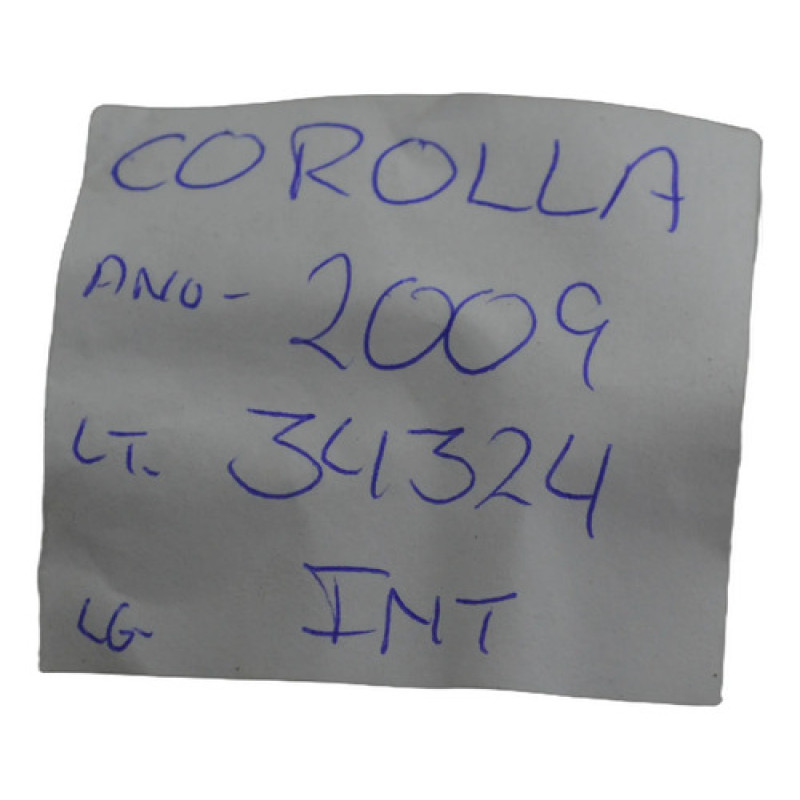 COROLLA
ANO- 2009
LT. 34324
LG INT